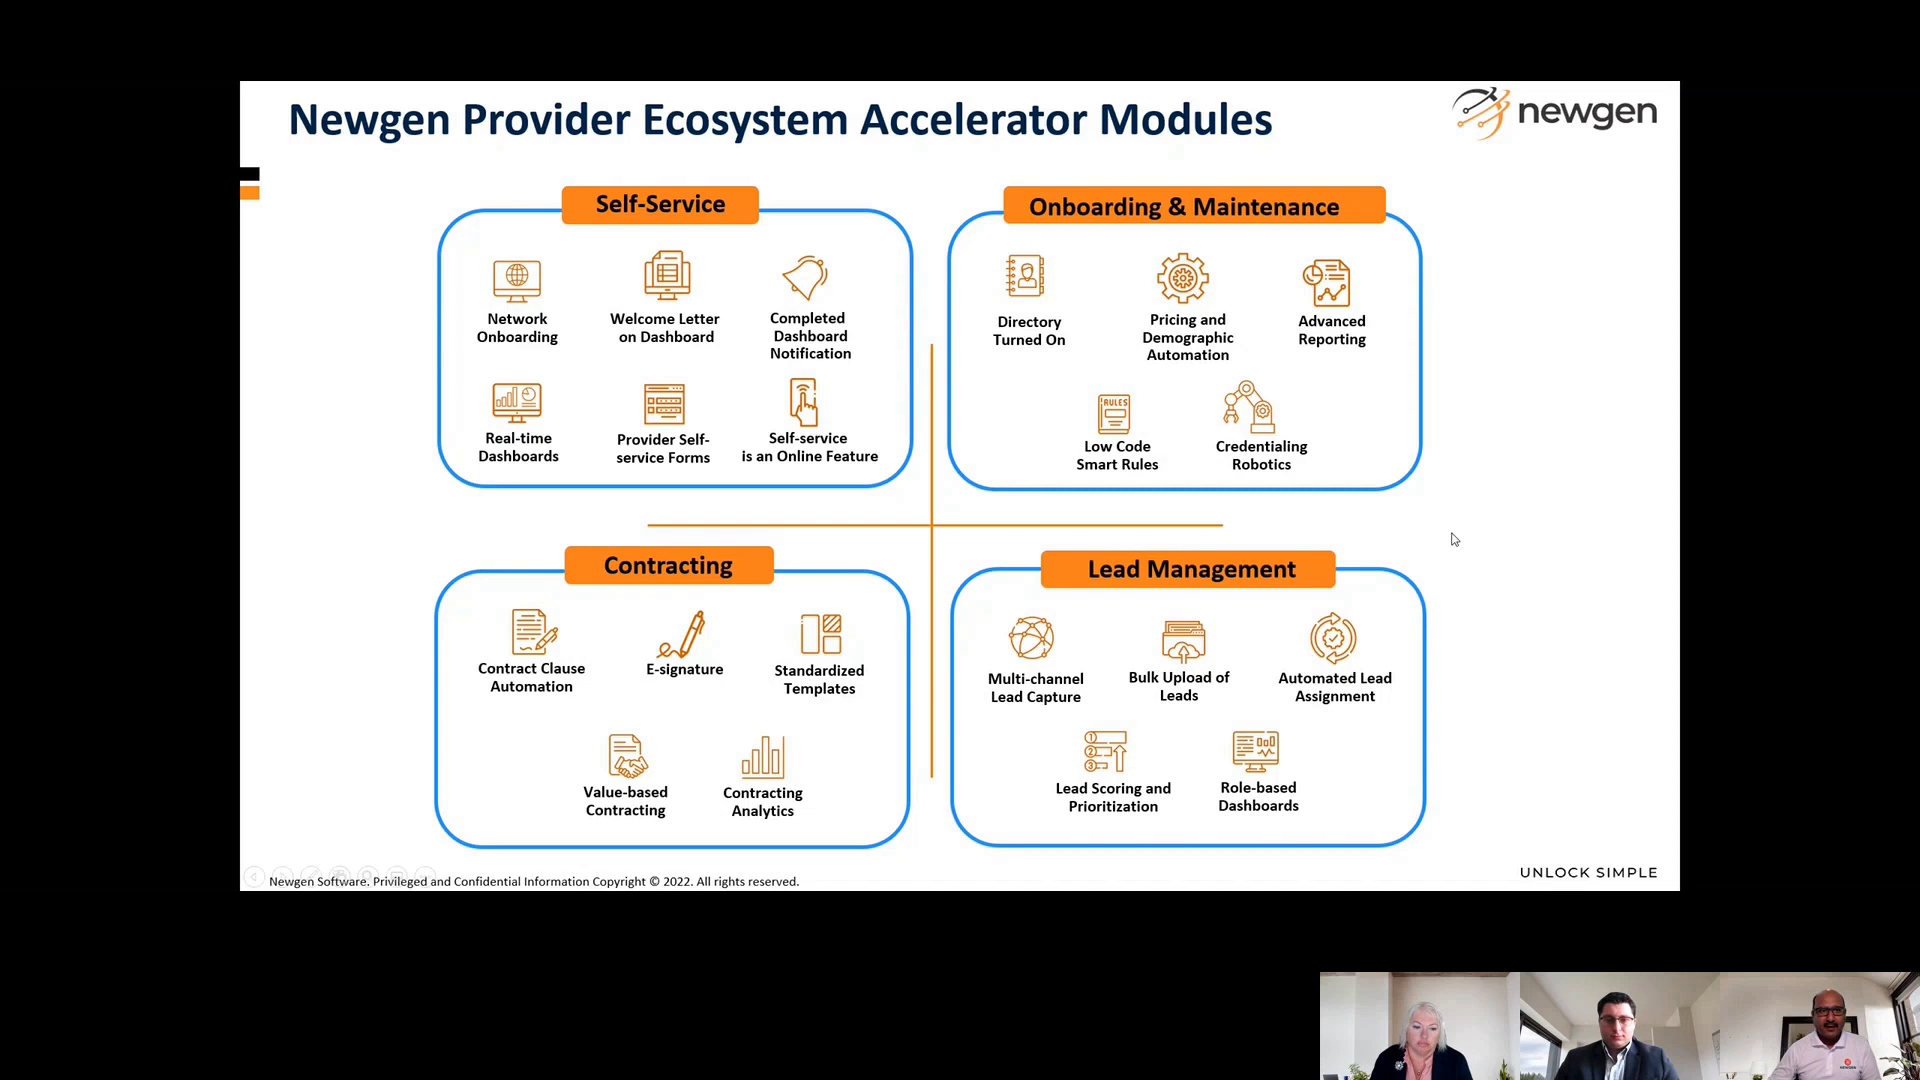 Newgen Provider Ecosystem Accelerator Modules
newgen
Self-Service
Network
Onboarding
Welcome Letter
on Dashboard
Completed
Dashboard
Notification
Real-time
Dashboards
Provider Self-
service Forms
Self-service
is an Online Feature
Onboarding & Maintenance
Directory
Turned On
Pricing and
Demographic
Automation
Advanced
Reporting
RULES
Low Code
Smart Rules
Credentialing
Robotics
Contracting
Contract Clause
Automation
E-signature
Standardized
Templates
Value-based
Contracting
Contracting
Analytics
Lead Management
Multi-channel
Lead Capture
Bulk Upload of
Leads
Automated Lead
Assignment
1
2
3
Lead Scoring and
Prioritization
Role-based
Dashboards
Newgen Software. Privileged and Confidential Information Copyright © 2022. All rights reserved.
UNLOCK SIMPLE